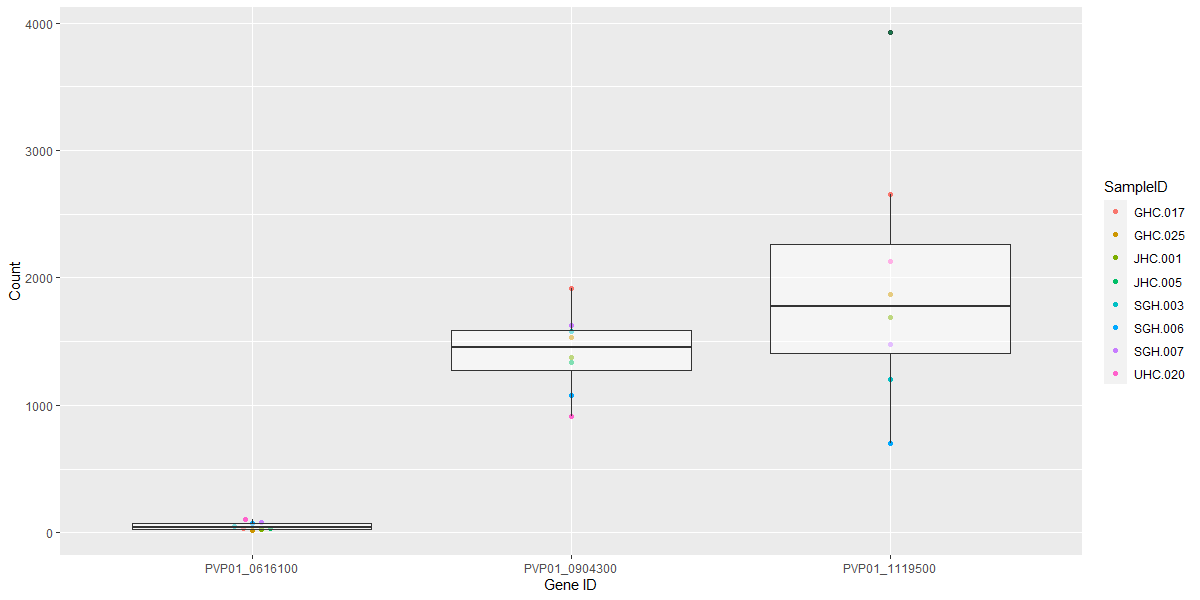 4000
3000
2000
1000
0
Count
PVP01_0616100
PVP01_0904300
PVP01_1119500
Gene ID
SampleID
GHC.017
GHC.025
JHC.001
JHC.005
SGH.003
SGH.006
SGH.007
UHC.020